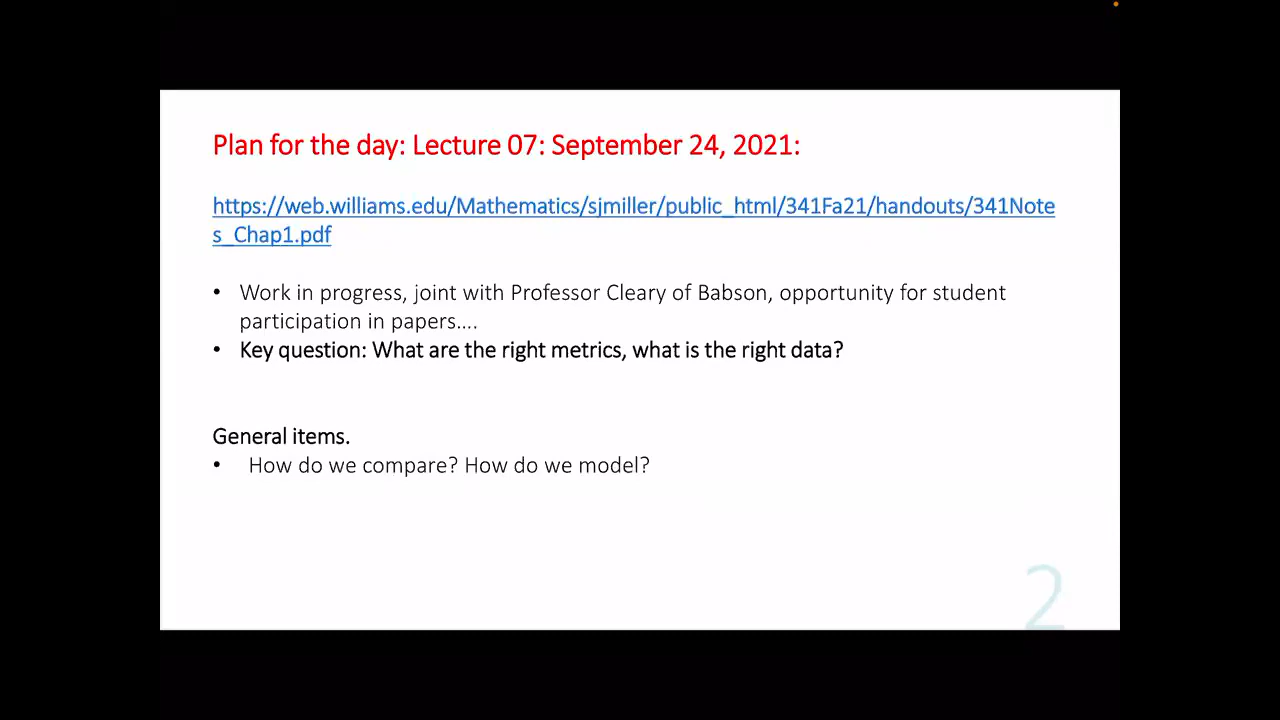 Plan for the day: Lecture 07: September 24, 2021:
https://web.williams.edu/Mathematics/sjmiller/public_html/341Fa21/handouts/341Note
s_Chap1.pdf
• Work in progress, joint with Professor Cleary of Babson, opportunity for student
participation in papers….
• Key question: What are the right metrics, what is the right data?
General items.
• How do we compare? How do we model?
2